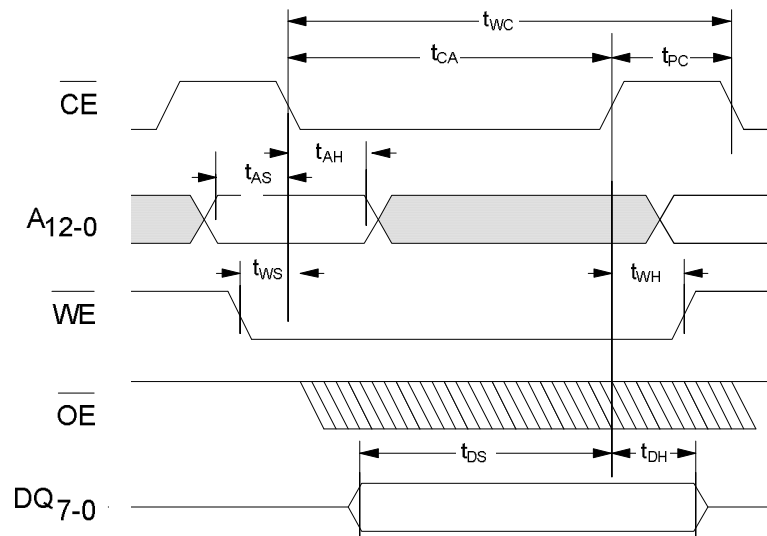 tWC
tCA
tPC
CE
tAH
tAS
A12-0
tWS
tWH
WE
OE
tDS
tDH
DQ7-0